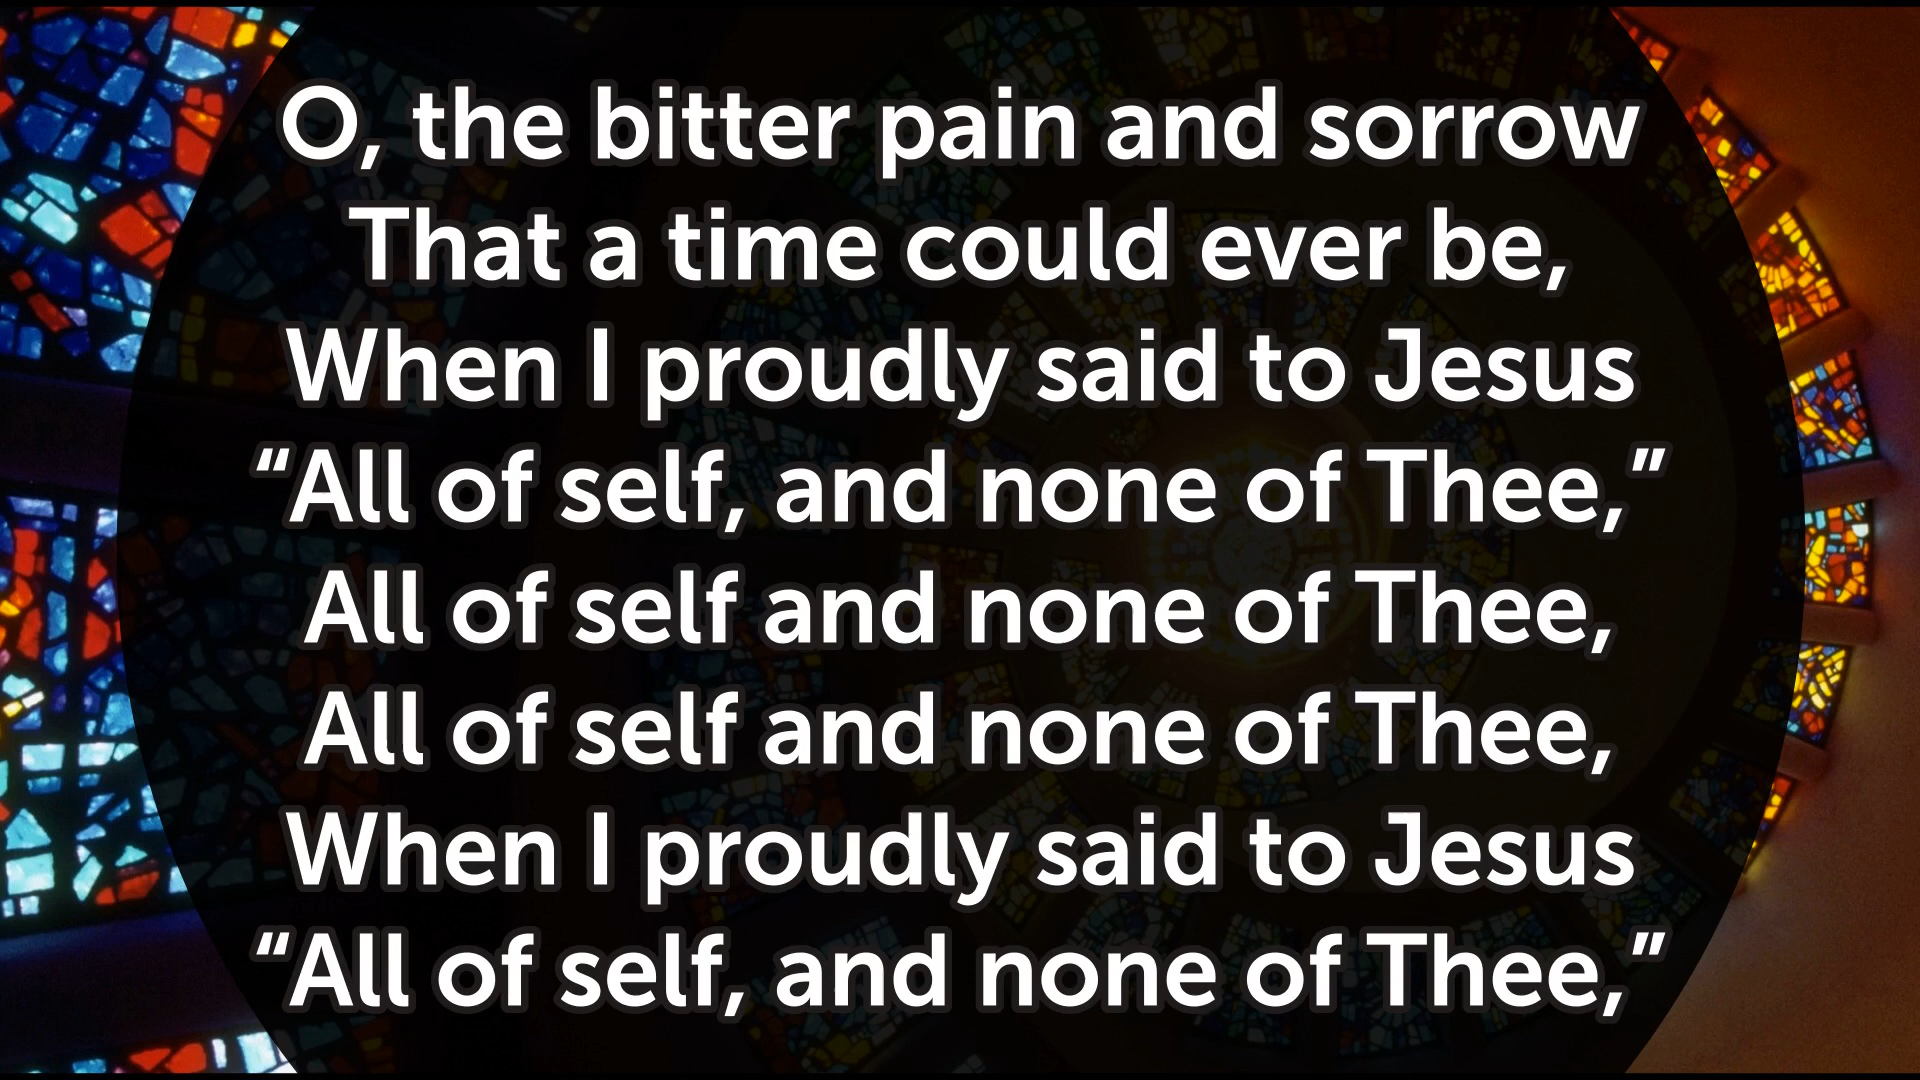 O, the bitter pain and sorrow
That a time could ever be,
When I proudly said to Jesus
“All of self, and none of Thee,”
All of self and none of Thee,
All of self and none of Thee,
When I proudly said to Jesus
“All of self, and none of Thee,”